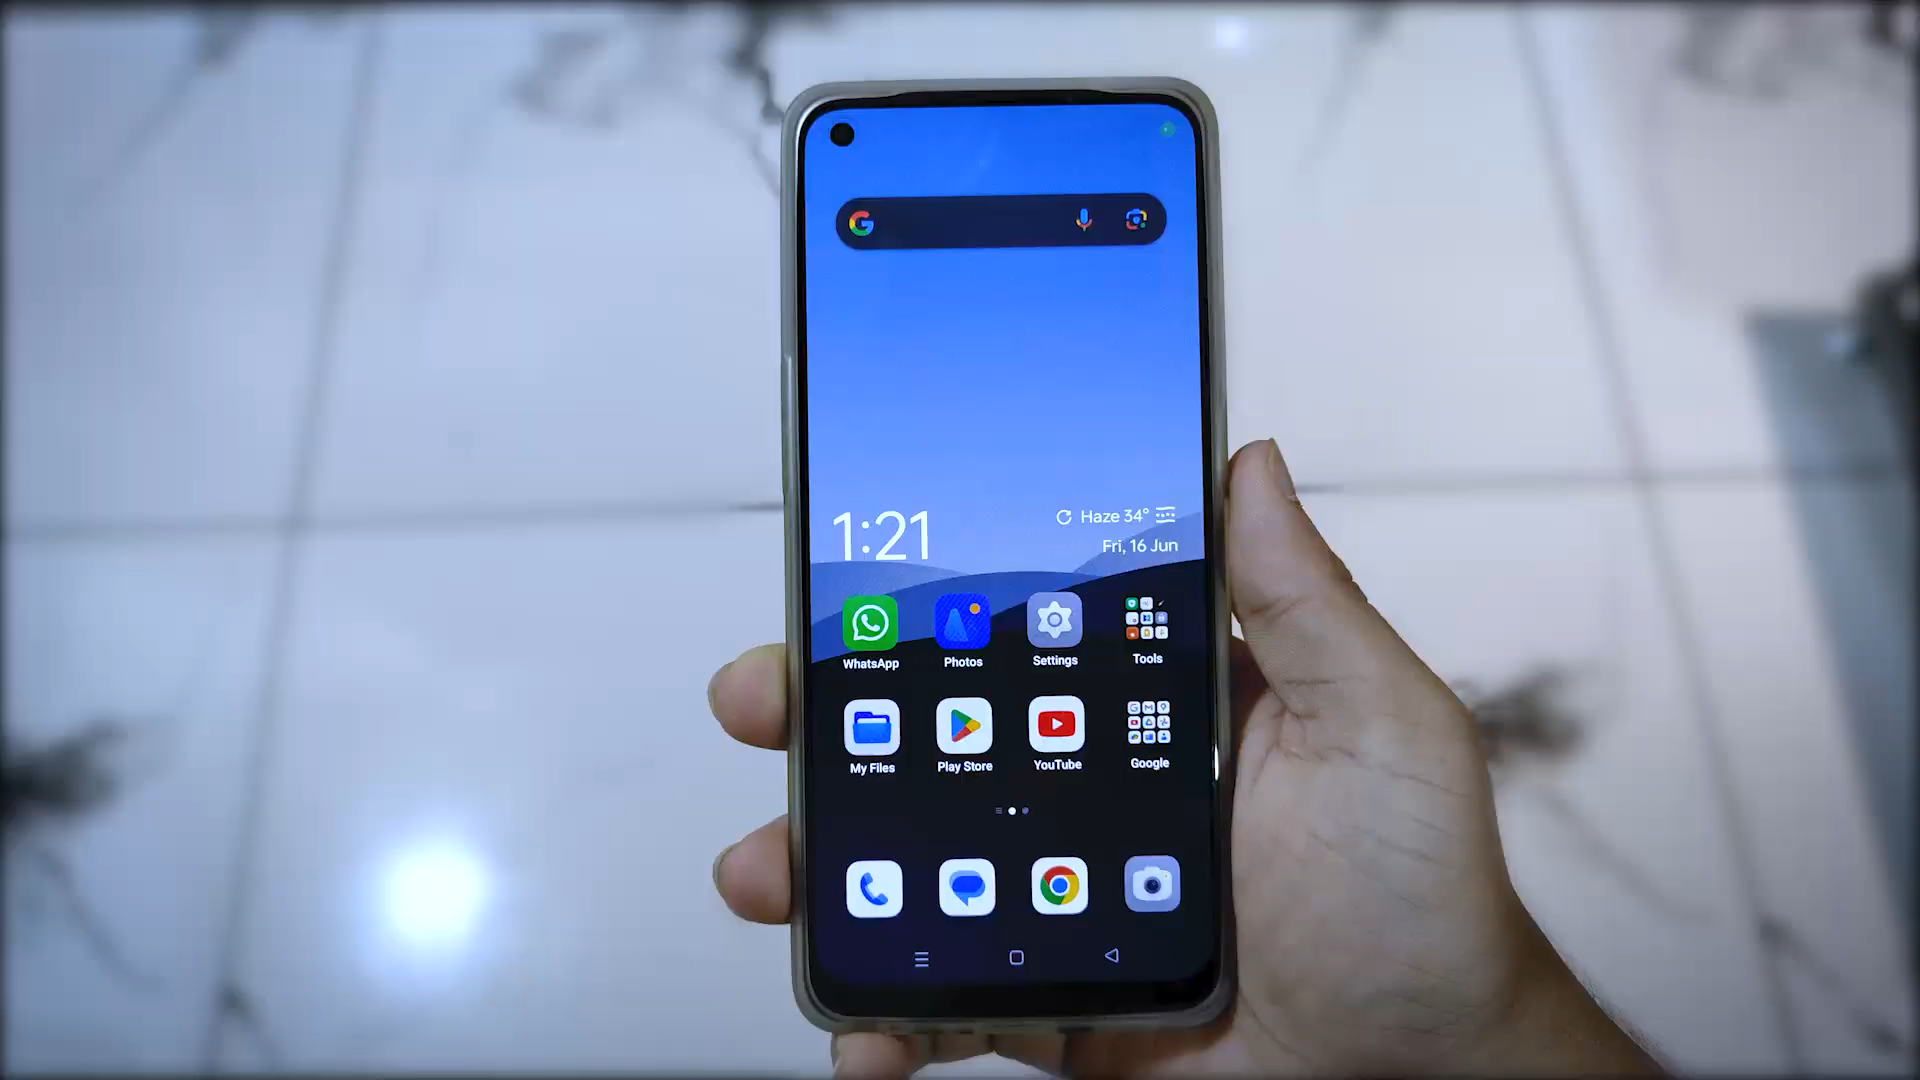 1:21
Haze 34°
Fri, 16 Jun
WhatsApp Photos Settings Tools
My Files Play Store YouTube Google